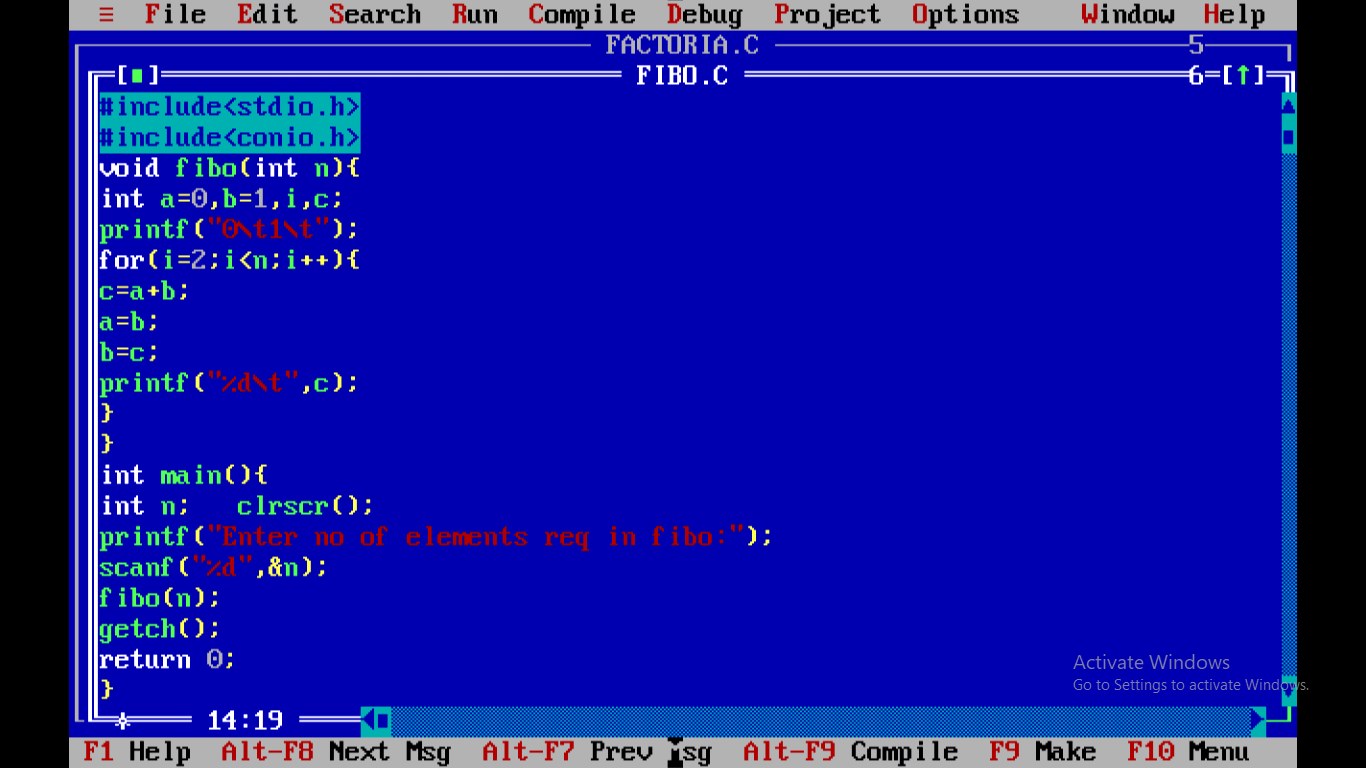 ≡ File Edit Search Run Compile Debug Project Options Window Help
FACTORIA.C 5
[■] FIBO.C 6=[↑]
#include<stdio.h>
#include<conio.h>
void fibo(int n){
int a=0,b=1,i,c;
printf("0\t1\t");
for(i=2;i<n;i++){
c=a+b;
a=b;
b=c;
printf("%d\t",c);
}
}
int main(){
int n;   clrscr();
printf("Enter no of elements req in fibo:");
scanf("%d",&n);
fibo(n);
getch();
return 0;
}
Activate Windows
Go to Settings to activate Windows.
14:19
F1 Help Alt-F8 Next Msg Alt-F7 Prev Msg Alt-F9 Compile F9 Make F10 Menu